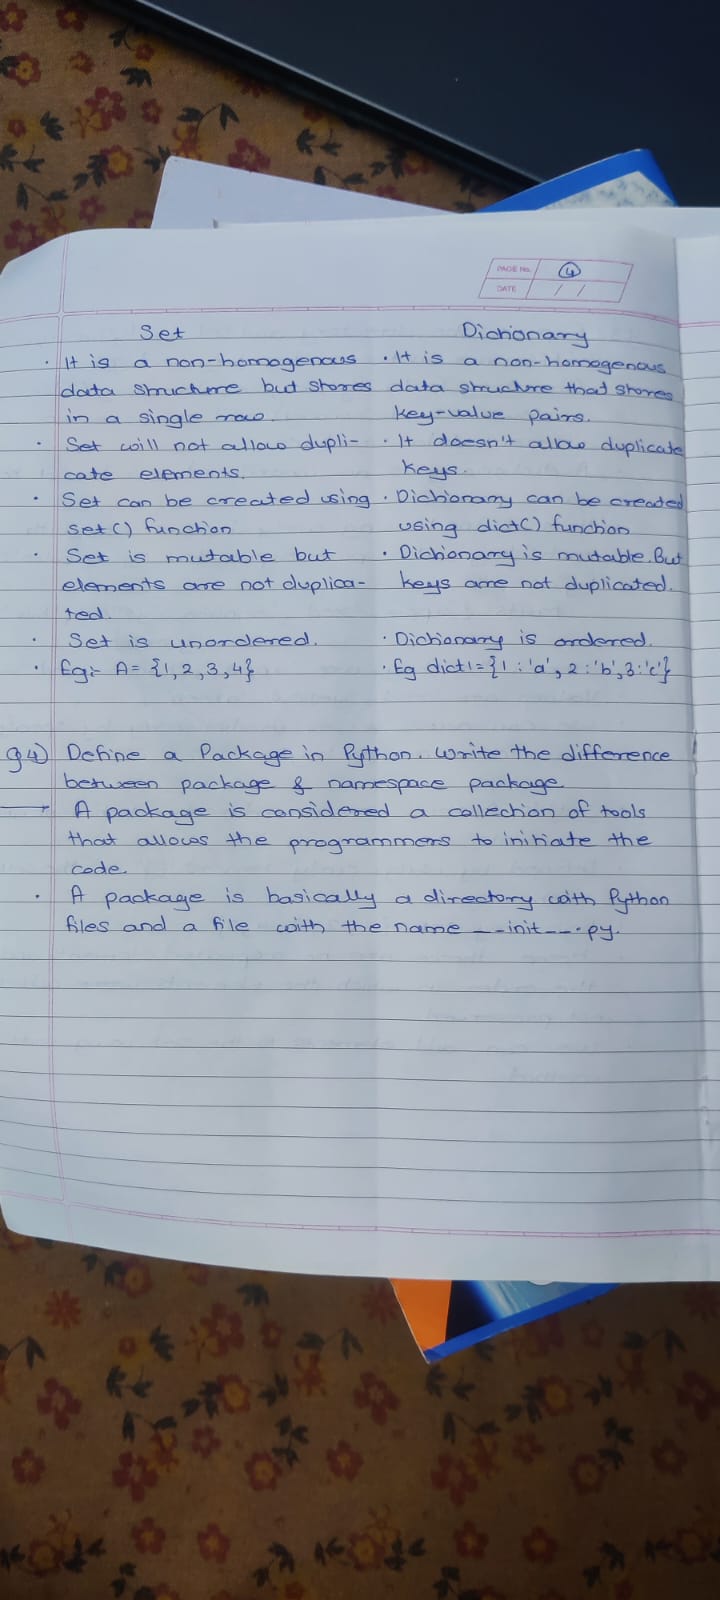 PAGE No. 4
DATE / /
Set Dictionary
· It is a non-homogenous · It is a non-homogenous
data structure but stores data structure that stores
in a single row. key-value pairs.
· Set will not allow dupli- · It doesn't allow duplicate
cate elements. keys.
· Set can be created using · Dictionary can be created
set() function using dict() function
· Set is mutable but · Dictionary is mutable. But
elements are not duplica- keys are not duplicated.
ted.
· Set is unordered. · Dictionary is ordered.
· Eg:- A = {1, 2, 3, 4} · Eg dict1 = {1 : 'a', 2 : 'b', 3 : 'c'}
Q4) Define a Package in Python. Write the difference
between package & namespace package.
→ A package is considered a collection of tools
that allows the programmers to initiate the
code.
· A package is basically a directory with Python
files and a file with the name __init__.py.